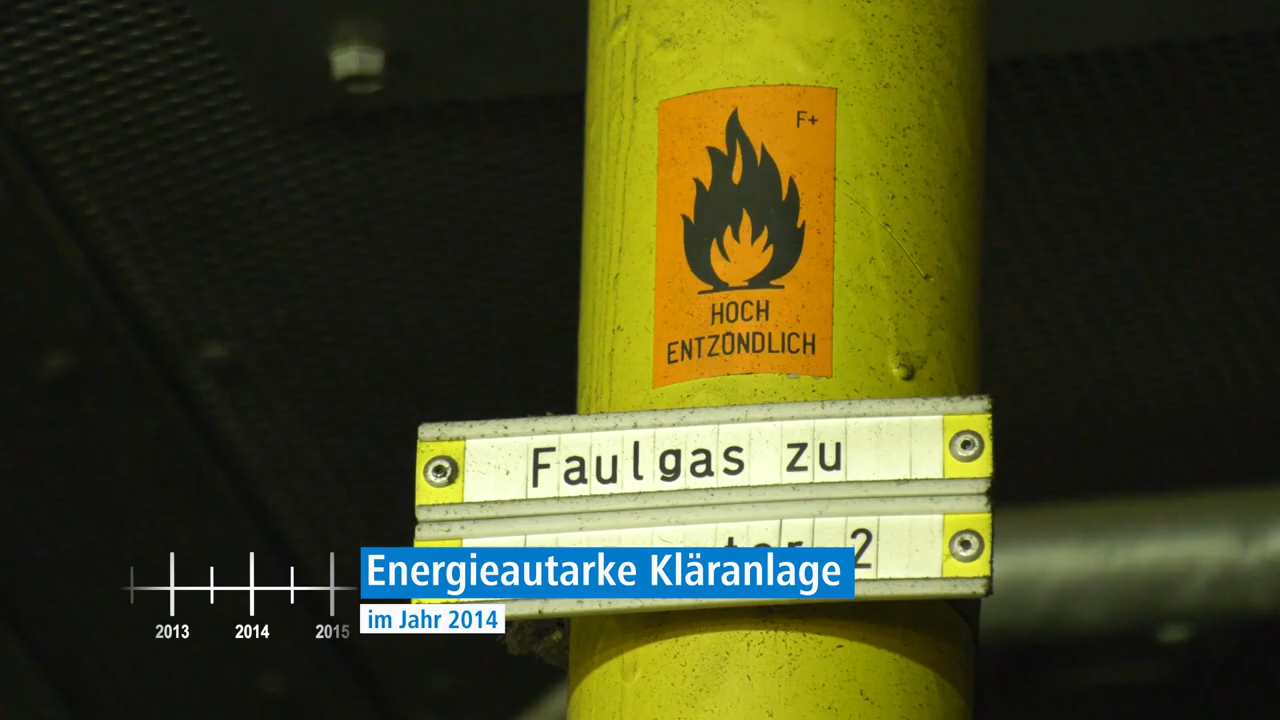 F+
HOCH
ENTZÜNDLICH
Faulgas zu
2
Energieautarke Kläranlage
im Jahr 2014
2013 2014 2015